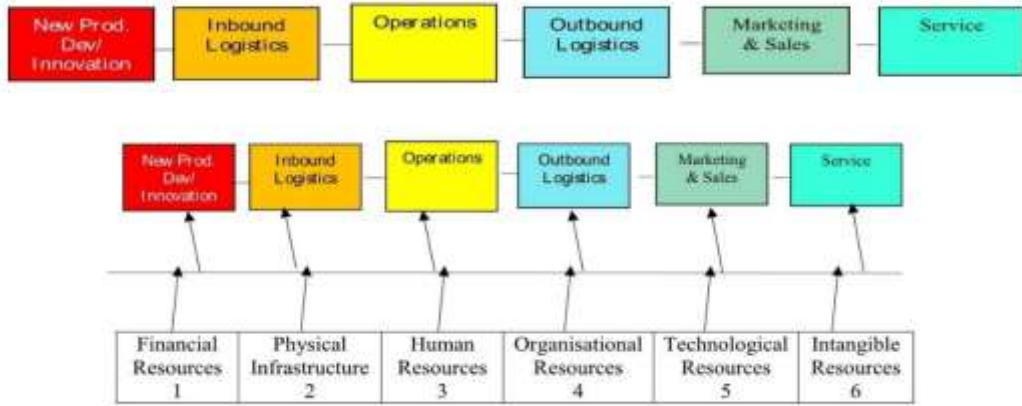 New Prod.
Dev/
Innovation
Inbound
Logistics
Operations
Outbound
Logistics
Marketing
& Sales
Service
New Prod.
Dev/
Innovation
Inbound
Logistics
Operations
Outbound
Logistics
Marketing
& Sales
Service
Financial
Resources
1
Physical
Infrastructure
2
Human
Resources
3
Organisational
Resources
4
Technological
Resources
5
Intangible
Resources
6